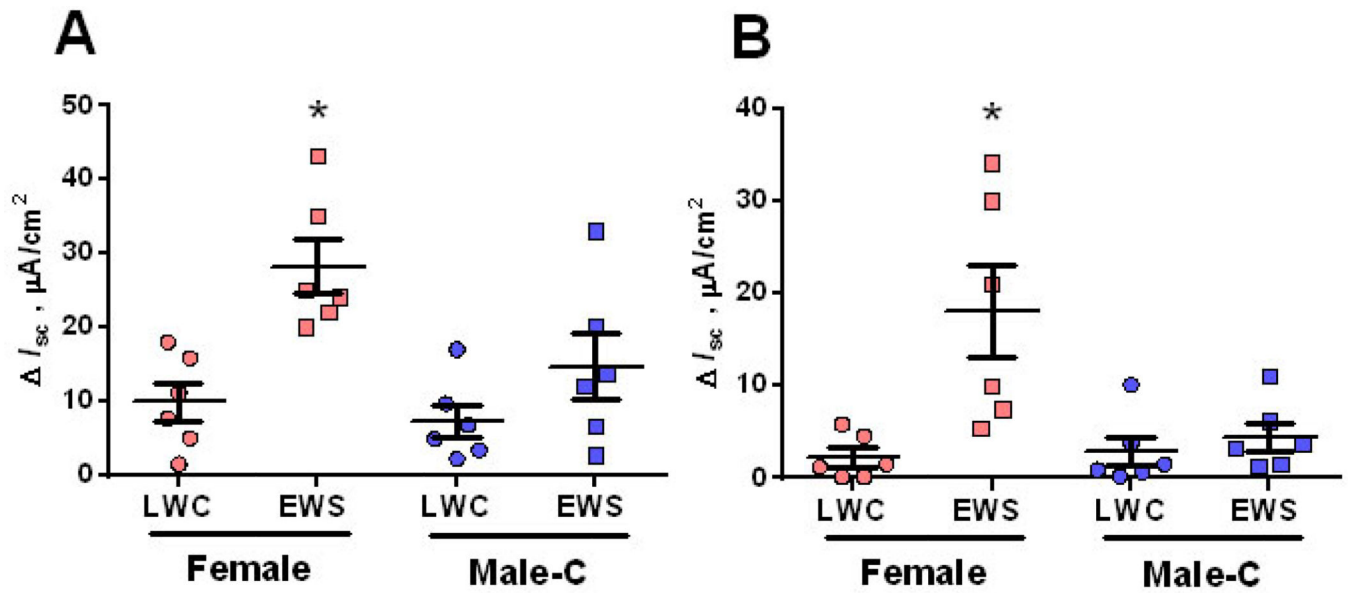 A
50
40
30
20
10
0
Δ Isc , µA/cm2
*
LWC EWS LWC EWS
Female Male-C
B
40
30
20
10
0
Δ Isc , µA/cm2
*
LWC EWS LWC EWS
Female Male-C